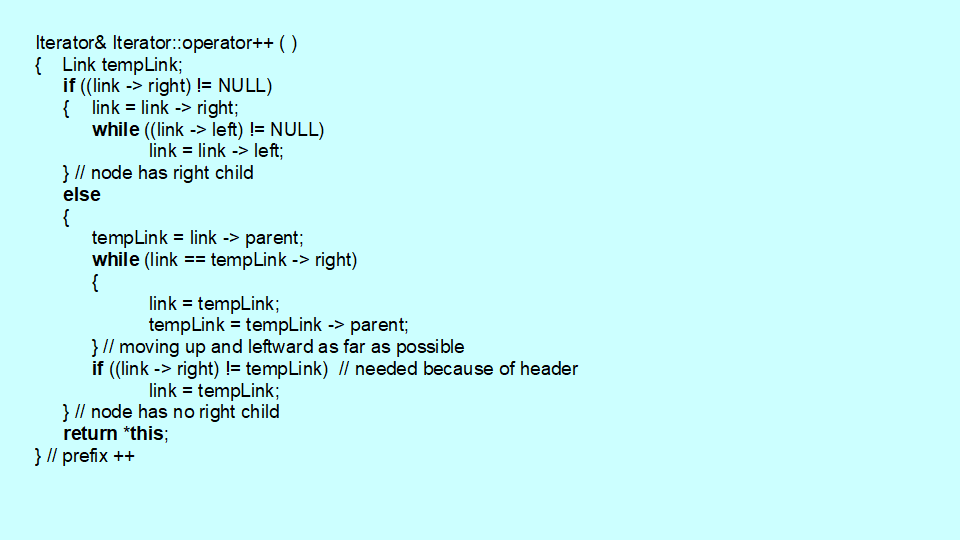 Iterator& Iterator::operator++ ( )
{ Link tempLink;
if ((link -> right) != NULL)
{ link = link -> right;
while ((link -> left) != NULL)
link = link -> left;
} // node has right child
else
{
tempLink = link -> parent;
while (link == tempLink -> right)
{
link = tempLink;
tempLink = tempLink -> parent;
} // moving up and leftward as far as possible
if ((link -> right) != tempLink) // needed because of header
link = tempLink;
} // node has no right child
return *this;
} // prefix ++